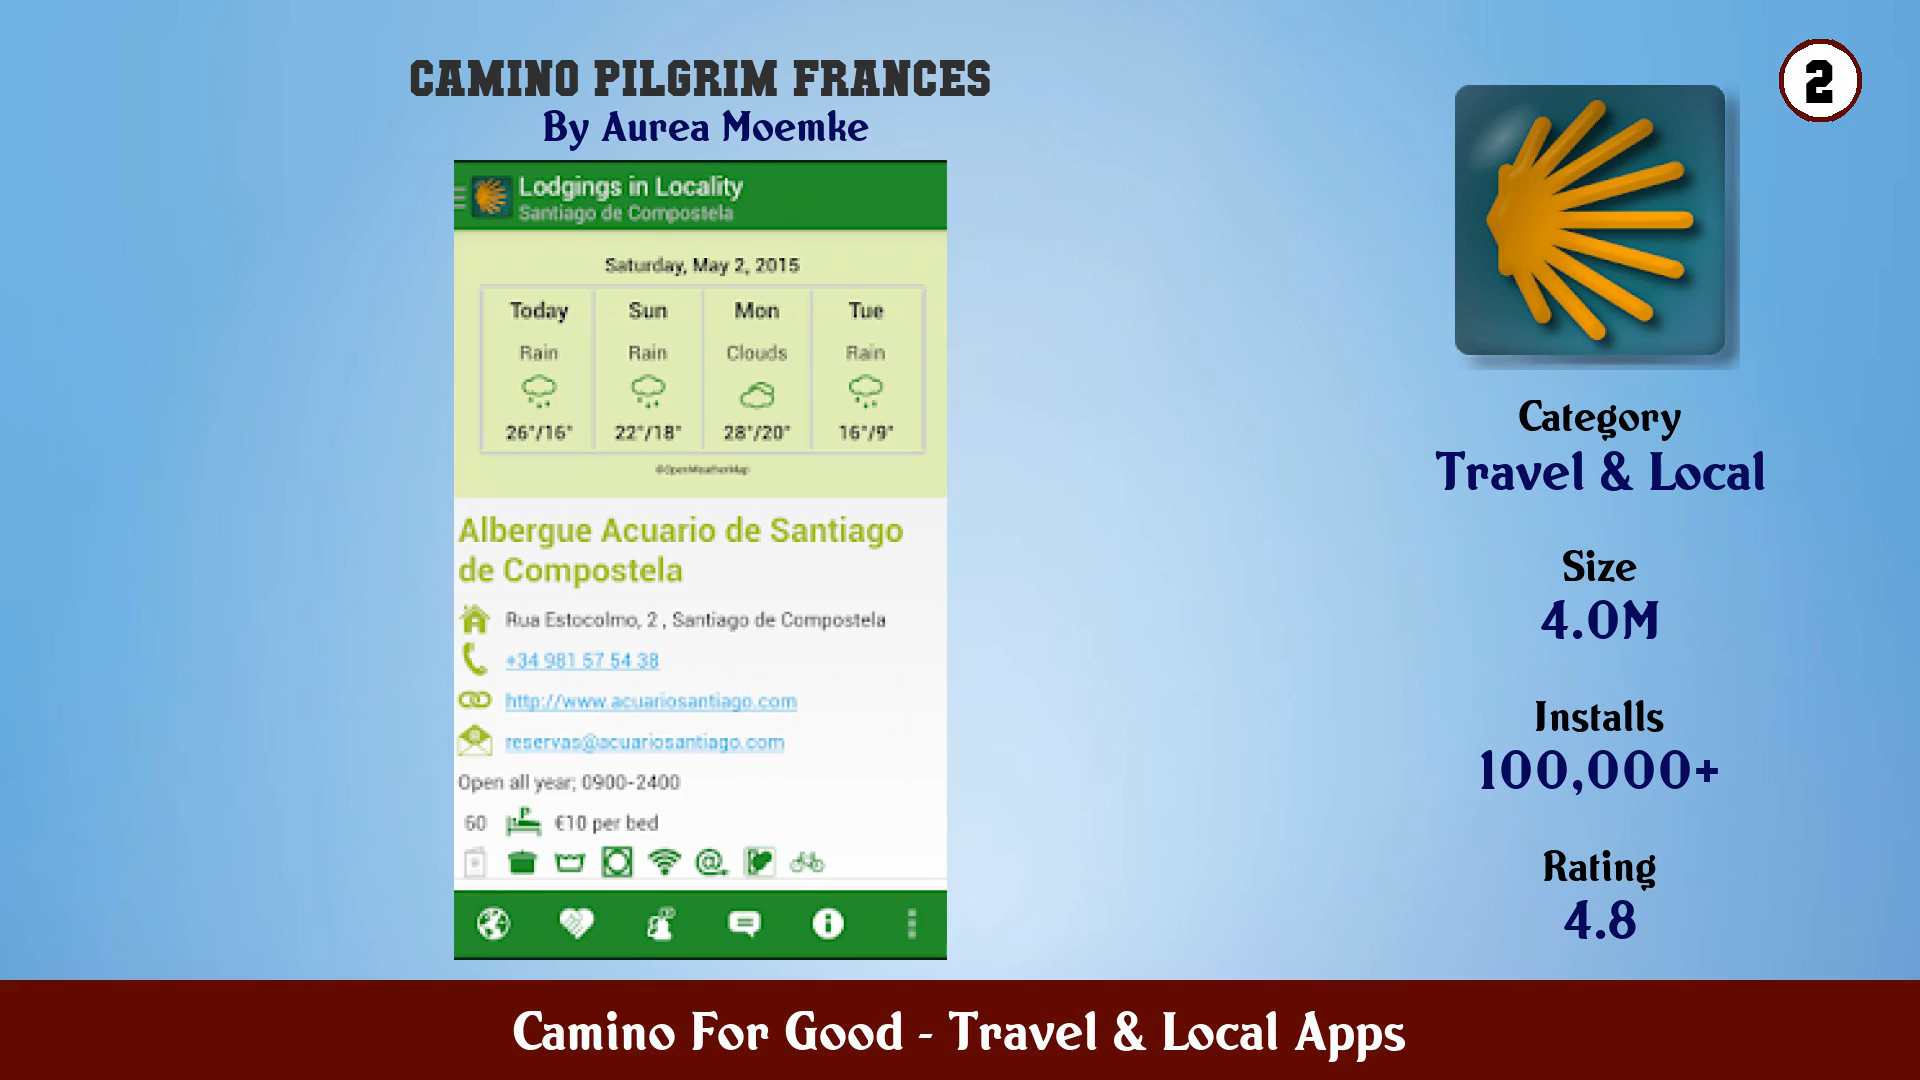 CAMINO PILGRIM FRANCES
By Aurea Moemke
2
Lodgings in Locality
Santiago de Compostela
Saturday, May 2, 2015
Today Sun Mon Tue
Rain Rain Clouds Rain
26°/16° 22°/18° 28°/20° 16°/9°
©OpenWeatherMap
Albergue Acuario de Santiago
de Compostela
Rua Estocolmo, 2 , Santiago de Compostela
+34 981 57 54 38
http://www.acuariosantiago.com
reservas@acuariosantiago.com
Open all year; 0900-2400
60 €10 per bed
Category
Travel & Local
Size
4.0M
Installs
100,000+
Rating
4.8
Camino For Good - Travel & Local Apps